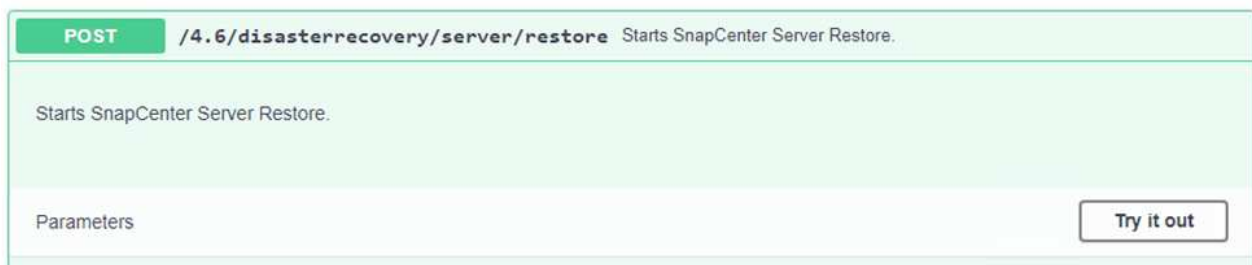 POST /4.6/disasterrecovery/server/restore Starts SnapCenter Server Restore.
Starts SnapCenter Server Restore.
Parameters Try it out